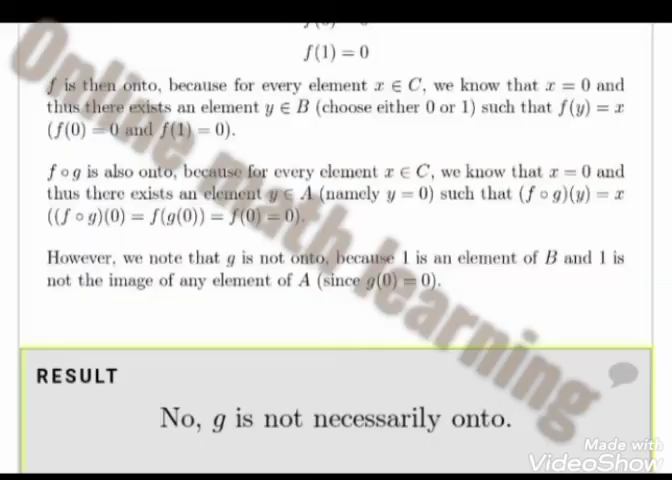 f(1) = 0
f is then onto, because for every element x ∈ C, we know that x = 0 and
thus there exists an element y ∈ B (choose either 0 or 1) such that f(y) = x
(f(0) = 0 and f(1) = 0).
f ∘ g is also onto, because for every element x ∈ C, we know that x = 0 and
thus there exists an element y ∈ A (namely y = 0) such that (f ∘ g)(y) = x
((f ∘ g)(0) = f(g(0)) = f(0) = 0).
However, we note that g is not onto, because 1 is an element of B and 1 is
not the image of any element of A (since g(0) = 0).
Online math learning
RESULT
No, g is not necessarily onto.
Made with
VideoShow